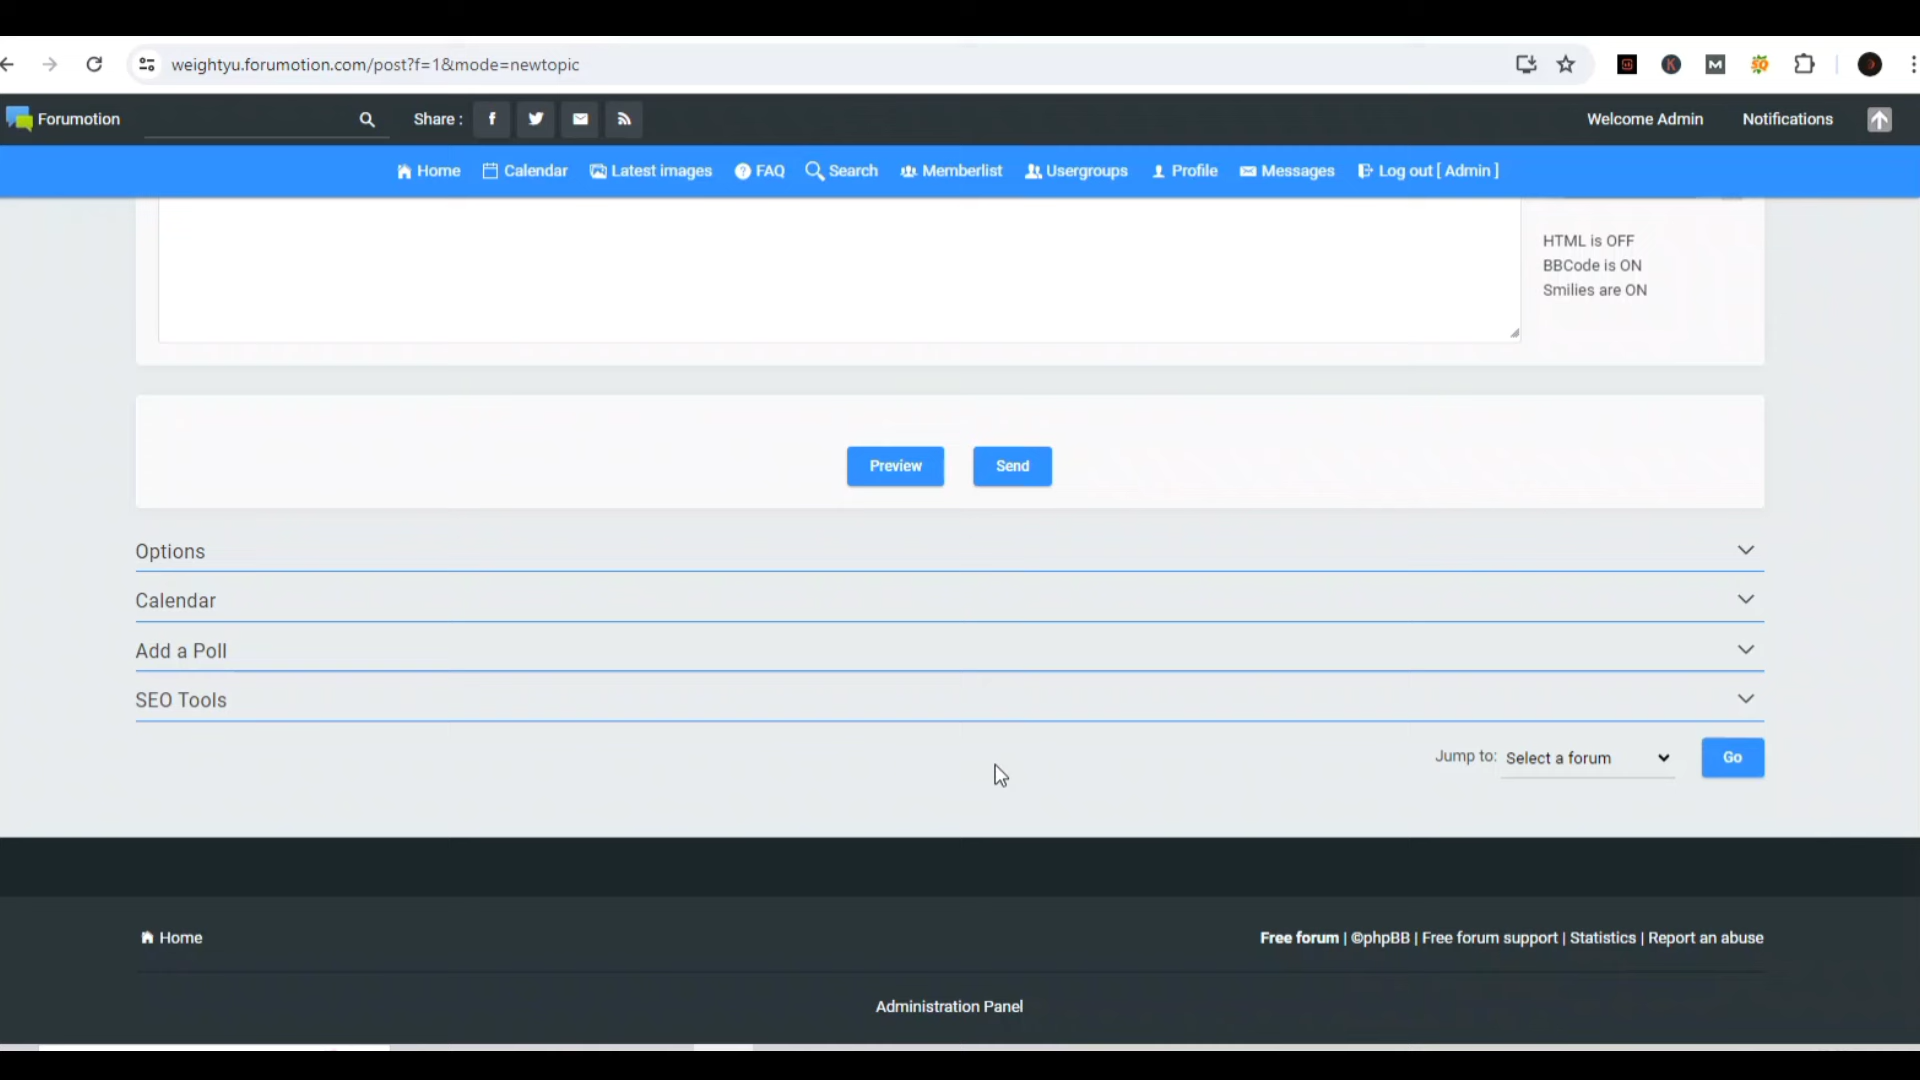 weightyu.forumotion.com/post?f=1&mode=newtopic
Forumotion Share : Welcome Admin Notifications
Home Calendar Latest images FAQ Search Memberlist Usergroups Profile Messages Log out [ Admin ]
HTML is OFF
BBCode is ON
Smilies are ON
Preview Send
Options
Calendar
Add a Poll
SEO Tools
Jump to: Select a forum Go
Home Free forum | ©phpBB | Free forum support | Statistics | Report an abuse
Administration Panel